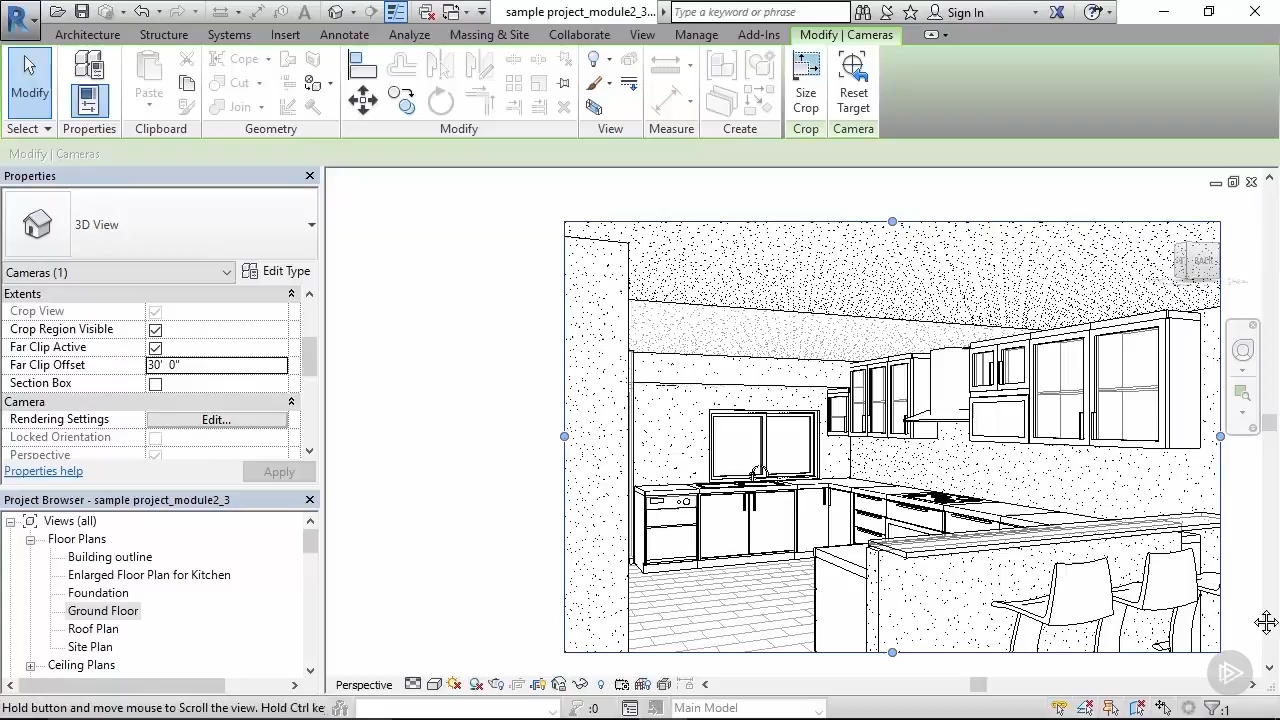 sample project_module2_3...
Type a keyword or phrase
Sign In
Architecture
Structure
Systems
Insert
Annotate
Analyze
Massing & Site
Collaborate
View
Manage
Add-Ins
Modify | Cameras
Modify
Paste
Cope
Cut
Join
Size
Crop
Reset
Target
Select
Properties
Clipboard
Geometry
Modify
View
Measure
Create
Crop
Camera
Modify | Cameras
Properties
3D View
Cameras (1)
Edit Type
Extents
Crop View
Crop Region Visible
Far Clip Active
Far Clip Offset
30' 0"
Section Box
Camera
Rendering Settings
Edit...
Locked Orientation
Perspective
Properties help
Apply
Project Browser - sample project_module2_3
Views (all)
Floor Plans
Building outline
Enlarged Floor Plan for Kitchen
Foundation
Ground Floor
Roof Plan
Site Plan
Ceiling Plans
BACK
Perspective
Hold button and move mouse to Scroll the view. Hold Ctrl ke
:0
Main Model
:1